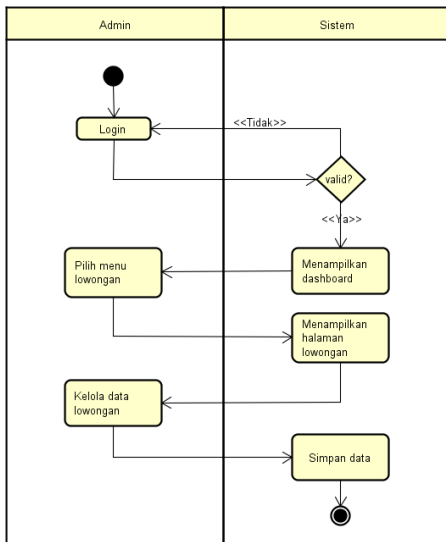 Admin
Sistem
Login
<<Tidak>>
valid?
<<Ya>>
Menampilkan
dashboard
Pilih menu
lowongan
Menampilkan
halaman
lowongan
Kelola data
lowongan
Simpan data